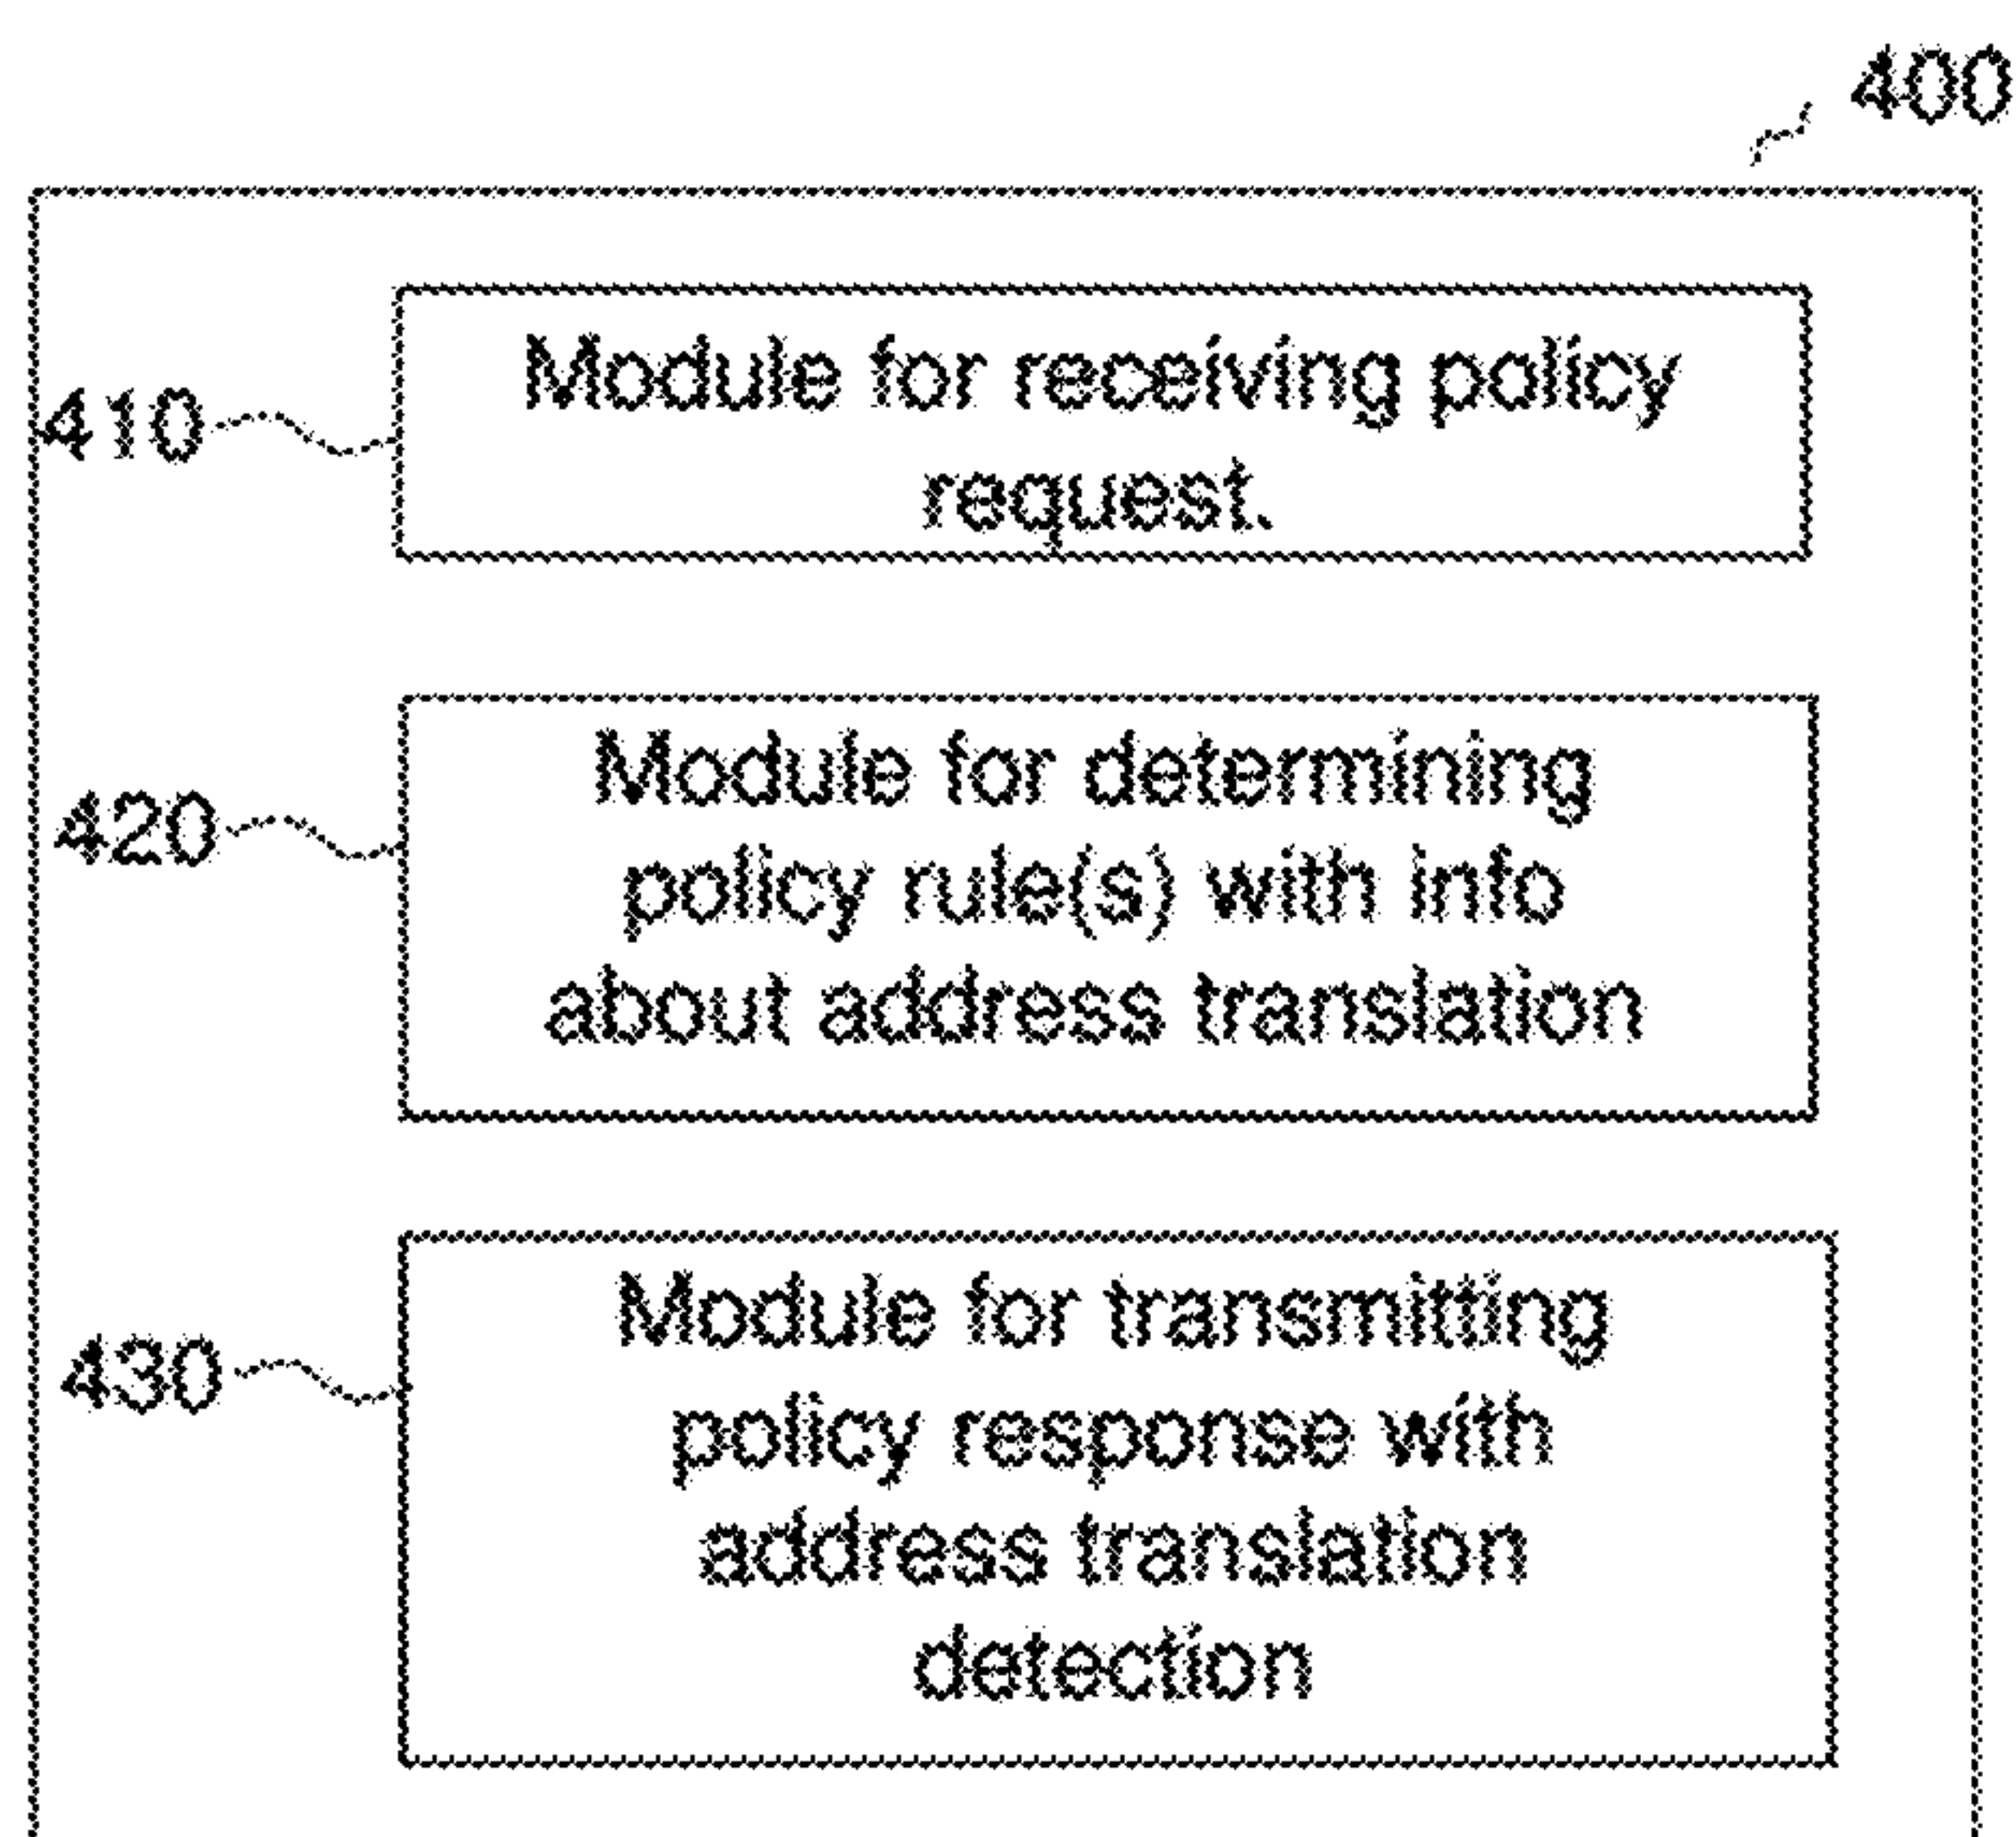 400
410
Module for receiving policy
request.
420
Module for determining
policy rule(s) with info
about address translation
430
Module for transmitting
policy response with
address translation
detection